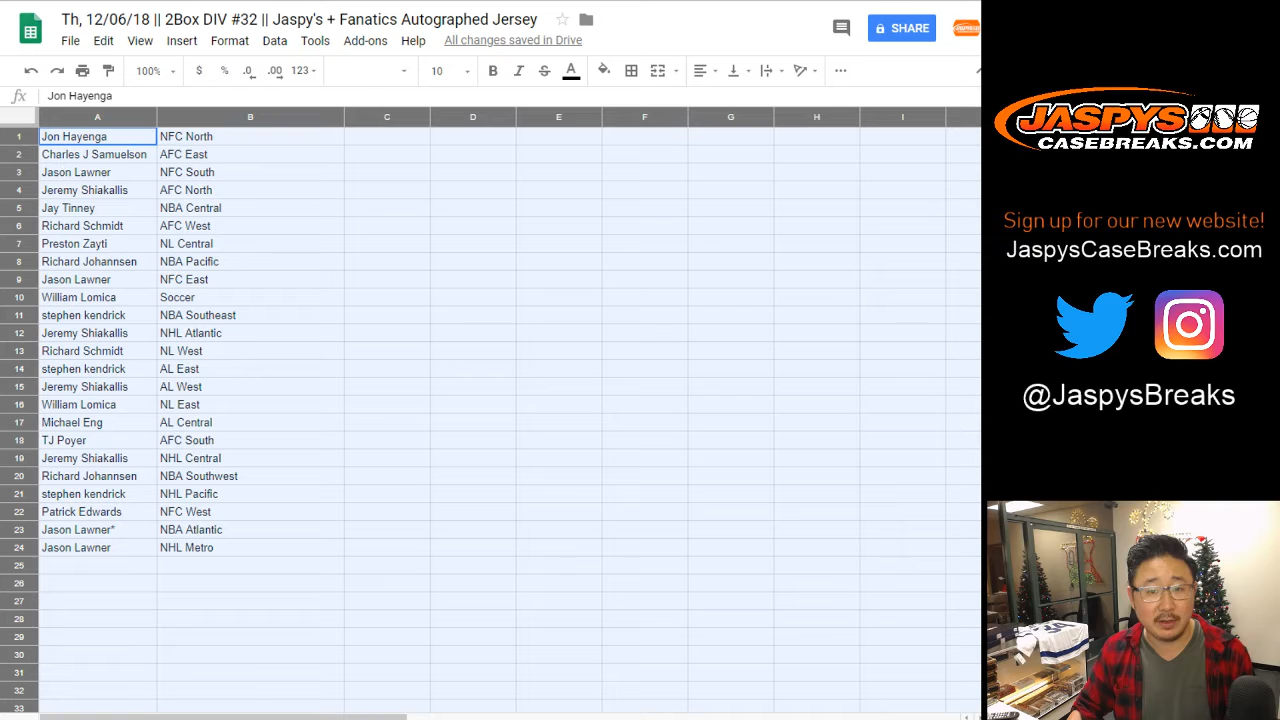 Th, 12/06/18 || 2Box DIV #32 || Jaspy's + Fanatics Autographed Jersey
File Edit View Insert Format Data Tools Add-ons Help All changes saved in Drive
SHARE
100% $ % .0 .00 123 10 B I S A
fx Jon Hayenga
A B C D E F G H I
1 Jon Hayenga NFC North
2 Charles J Samuelson AFC East
3 Jason Lawner NFC South
4 Jeremy Shiakallis AFC North
5 Jay Tinney NBA Central
6 Richard Schmidt AFC West
7 Preston Zayti NL Central
8 Richard Johannsen NBA Pacific
9 Jason Lawner NFC East
10 William Lomica Soccer
11 stephen kendrick NBA Southeast
12 Jeremy Shiakallis NHL Atlantic
13 Richard Schmidt NL West
14 stephen kendrick AL East
15 Jeremy Shiakallis AL West
16 William Lomica NL East
17 Michael Eng AL Central
18 TJ Poyer AFC South
19 Jeremy Shiakallis NHL Central
20 Richard Johannsen NBA Southwest
21 stephen kendrick NHL Pacific
22 Patrick Edwards NFC West
23 Jason Lawner* NBA Atlantic
24 Jason Lawner NHL Metro
25
26
27
28
29
30
31
32
33
JASPYS
CASEBREAKS.COM
Sign up for our new website!
JaspysCaseBreaks.com
@JaspysBreaks
34